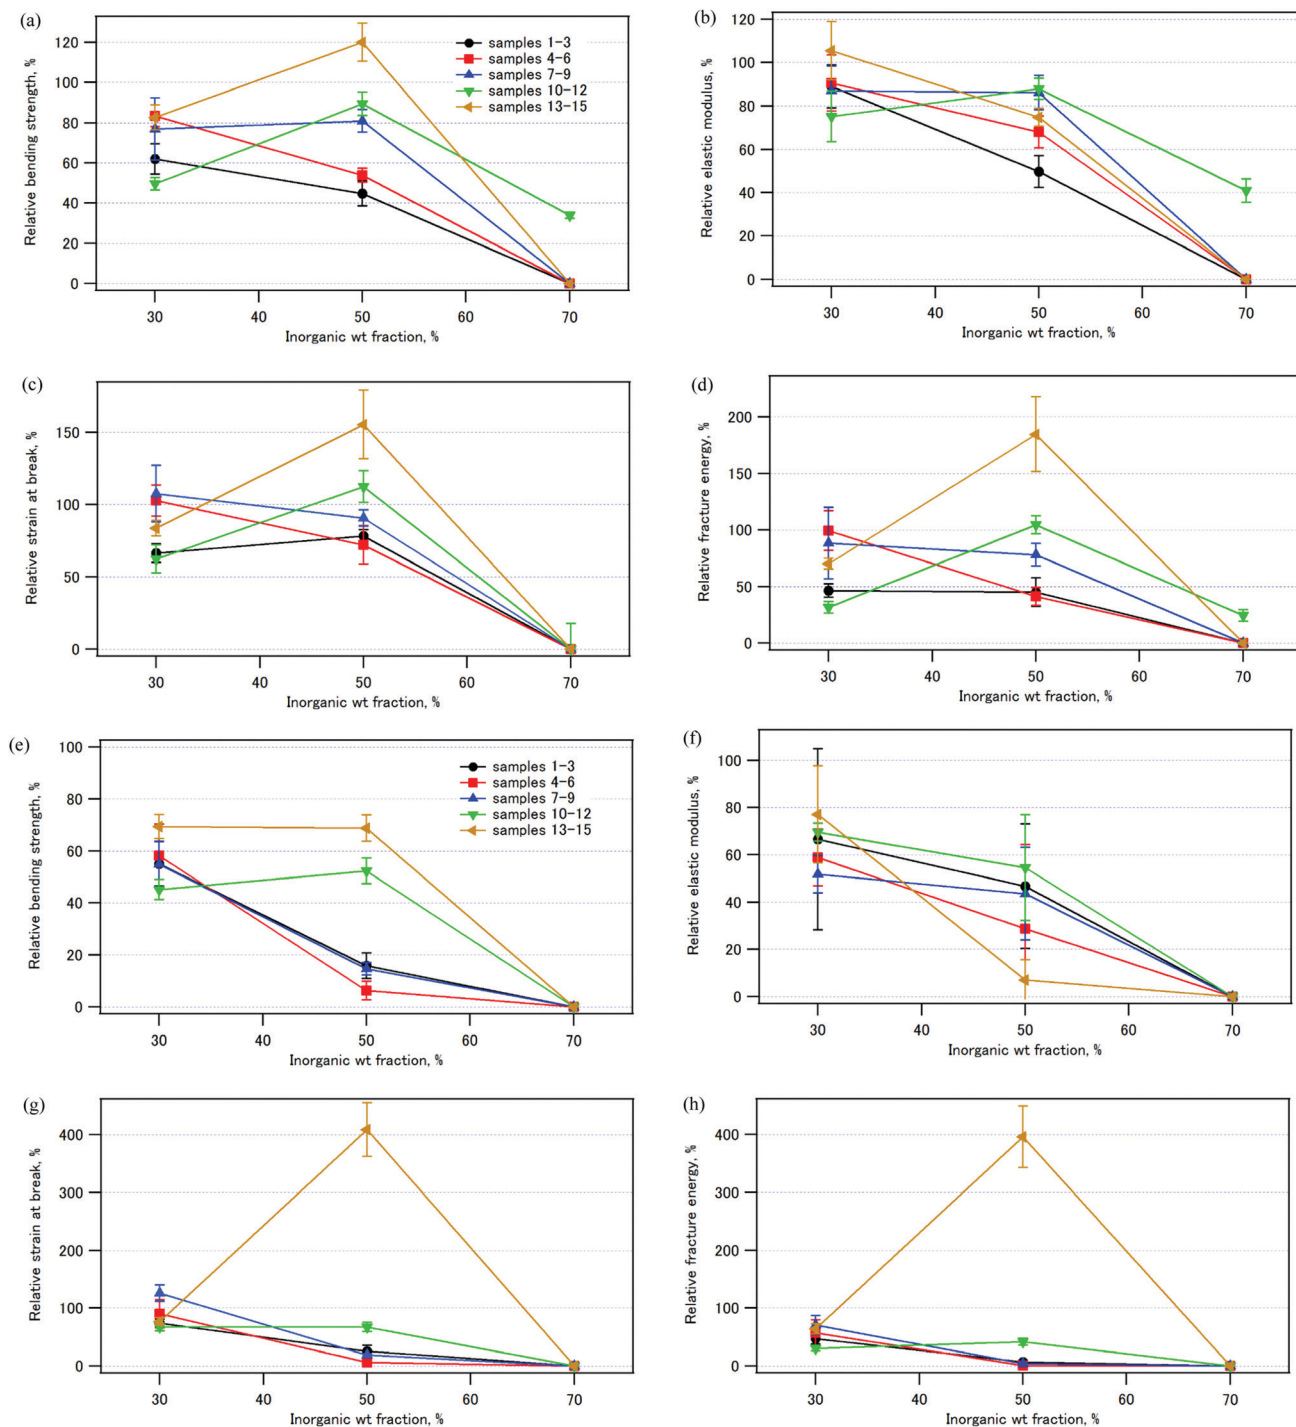 (a)
Relative bending strength, %
120
100
80
60
40
20
0
30
40
50
60
70
Inorganic wt fraction, %
samples 1-3
samples 4-6
samples 7-9
samples 10-12
samples 13-15
(b)
Relative elastic modulus, %
120
100
80
60
40
20
0
30
40
50
60
70
Inorganic wt fraction, %
(c)
Relative strain at break, %
150
100
50
0
30
40
50
60
70
Inorganic wt fraction, %
(d)
Relative fracture energy, %
200
150
100
50
0
30
40
50
60
70
Inorganic wt fraction, %
(e)
Relative bending strength, %
100
80
60
40
20
0
30
40
50
60
70
Inorganic wt fraction, %
samples 1-3
samples 4-6
samples 7-9
samples 10-12
samples 13-15
(f)
Relative elastic modulus, %
100
80
60
40
20
0
30
40
50
60
70
Inorganic wt fraction, %
(g)
Relative strain at break, %
400
300
200
100
0
30
40
50
60
70
Inorganic wt fraction, %
(h)
Relative fracture energy, %
400
300
200
100
0
30
40
50
60
70
Inorganic wt fraction, %